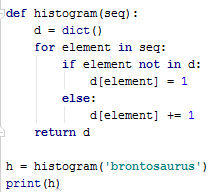 def histogram(seq):
    d = dict()
    for element in seq:
        if element not in d:
            d[element] = 1
        else:
            d[element] += 1
    return d

h = histogram('brontosaurus')
print(h)